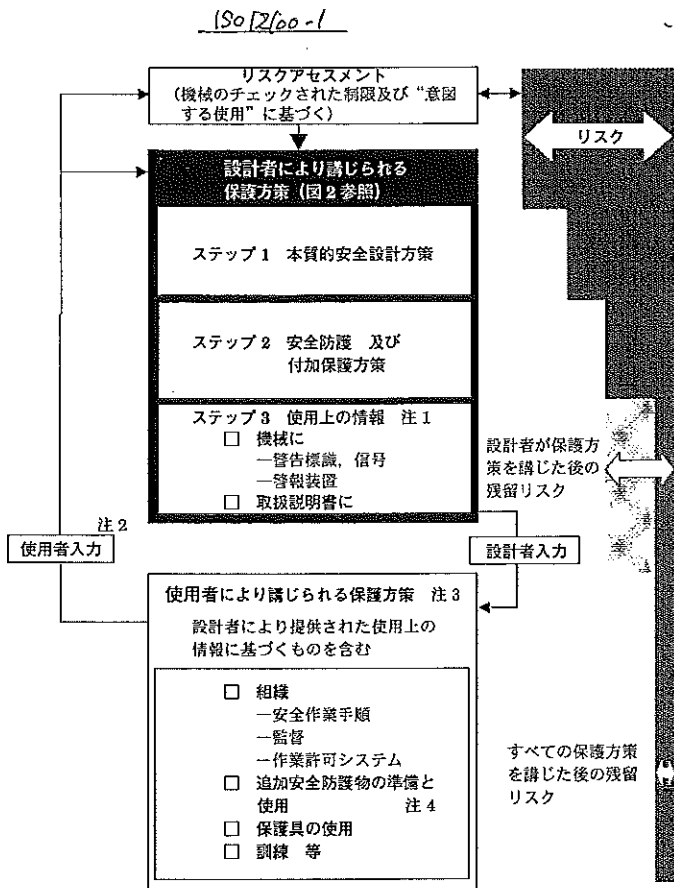 ISO 12100-1
リスクアセスメント
(機械のチェックされた制限及び“意図
する使用”に基づく)
リスク
設計者により講じられる
保護方策 (図2参照)
ステップ1 本質的安全設計方策
ステップ2 安全防護 及び
付加保護方策
ステップ3 使用上の情報 注1
□ 機械に
―警告標識, 信号
―警報装置
□ 取扱説明書に
設計者が保護方
策を講じた後の
残留リスク
注2
使用者入力
設計者入力
使用者により講じられる保護方策 注3
設計者により提供された使用上の
情報に基づくものを含む
□ 組織
―安全作業手順
―監督
―作業許可システム
□ 追加安全防護物の準備と
使用 注4
□ 保護具の使用
□ 訓練 等
すべての保護方策
を講じた後の残留
リスク